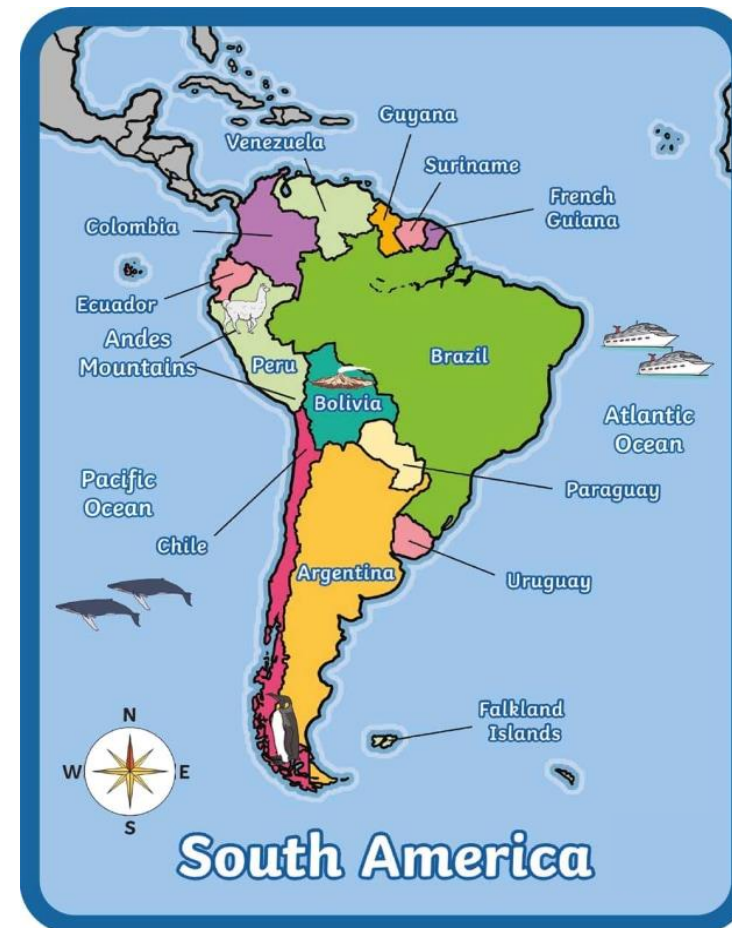 Guyana
Venezuela
Suriname
French
Guiana
Colombia
Ecuador
Andes
Mountains
Peru
Brazil
Bolivia
Atlantic
Ocean
Pacific
Ocean
Paraguay
Chile
Argentina
Uruguay
Falkland
Islands
N
W
E
S
South America